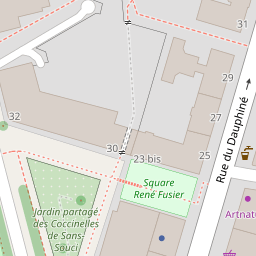 31
29
27
32
30
23 bis
25
Rue du Dauphiné
Square
René Fusier
Jardin partagé
des Coccinelles
de Sans-
Souci
Artnatu